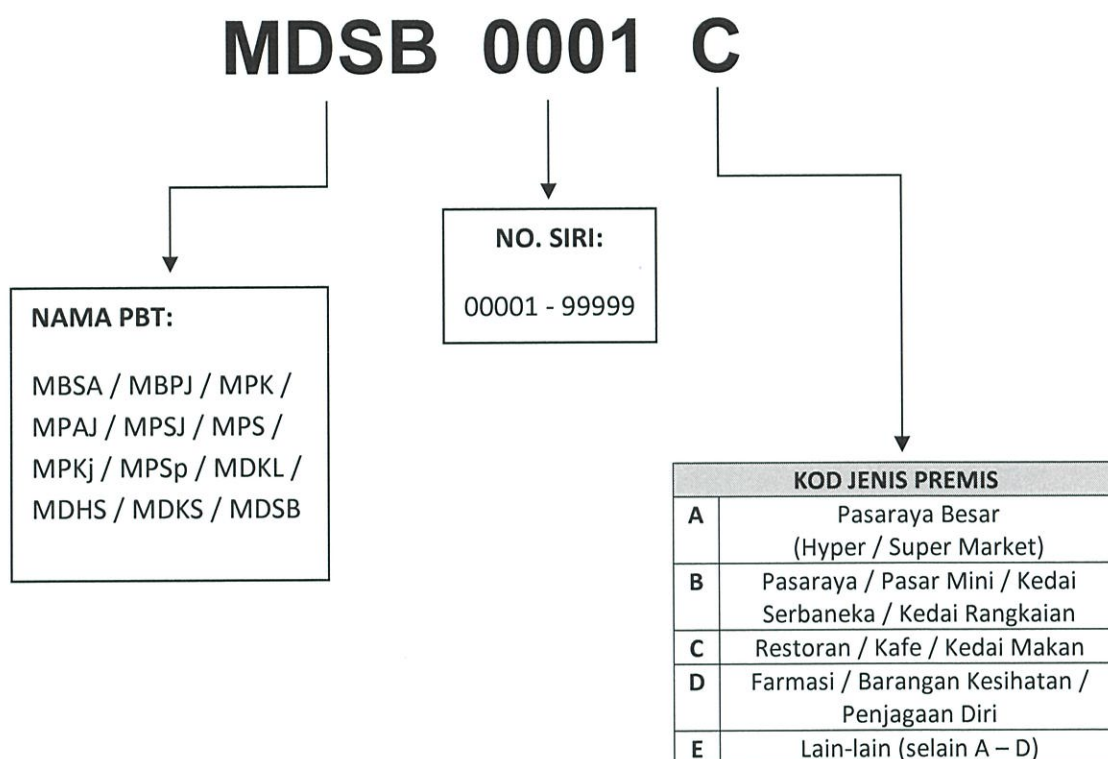 MDSB 0001 C
NO. SIRI:
00001 - 99999
NAMA PBT:
MBSA / MBPJ / MPK /
MPAJ / MPSJ / MPS /
MPKj / MPSp / MDKL /
MDHS / MDKS / MDSB
KOD JENIS PREMIS
A Pasaraya Besar
(Hyper / Super Market)
B Pasaraya / Pasar Mini / Kedai
Serbaneka / Kedai Rangkaian
C Restoran / Kafe / Kedai Makan
D Farmasi / Barangan Kesihatan /
Penjagaan Diri
E Lain-lain (selain A – D)